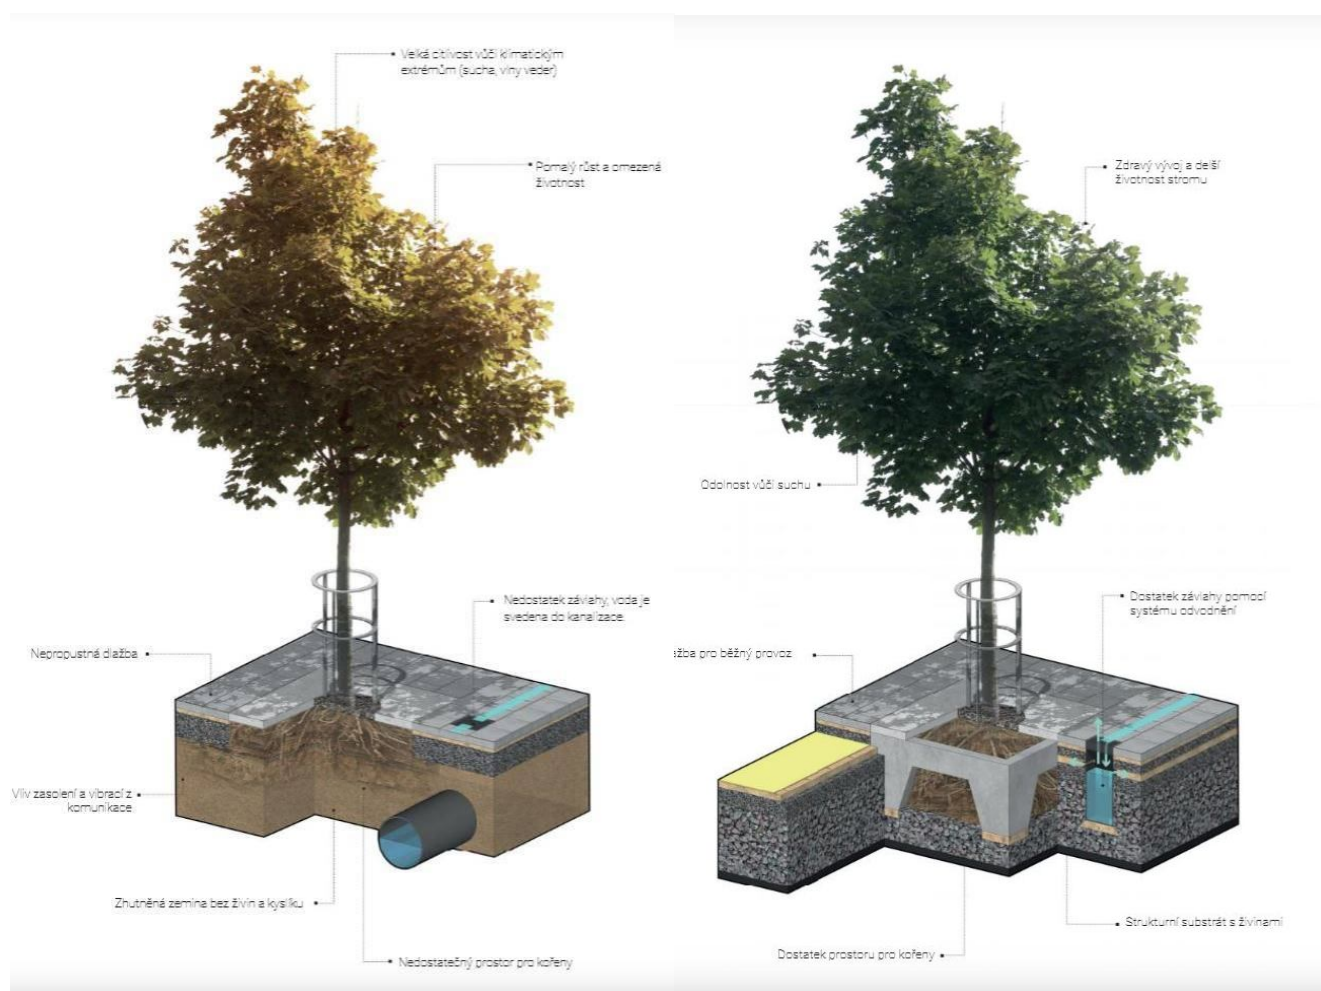 Velká citlivost vůči klimatickým
extrémům (sucha, vlny veder)
Pomalý růst a omezená
životnost
Nedostatek závlahy, voda je
svedena do kanalizace.
Nepropustná dlažba
Vliv zasolení a vibrací z
komunikace
Zhutněná zemina bez živin a kyslíku
Nedostatečný prostor pro kořeny
Zdravý vývoj a delší
životnost stromu
Odolnost vůči suchu
Dostatek závlahy pomocí
systému odvodnění
ažba pro běžný provoz
Strukturní substrát s živinami
Dostatek prostoru pro kořeny